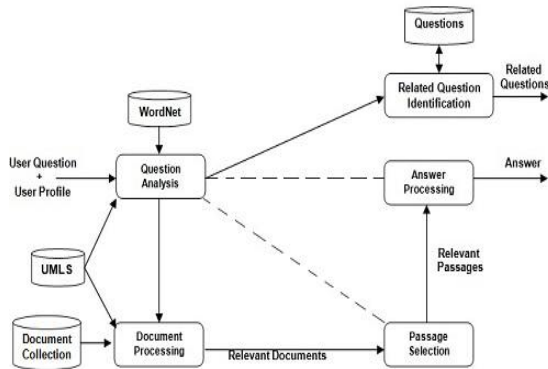 Questions
Related Question
Identification
Related
Questions
WordNet
User Question
+
User Profile
Question
Analysis
Answer
Processing
Answer
UMLS
Relevant
Passages
Document
Collection
Document
Processing
Relevant Documents
Passage
Selection